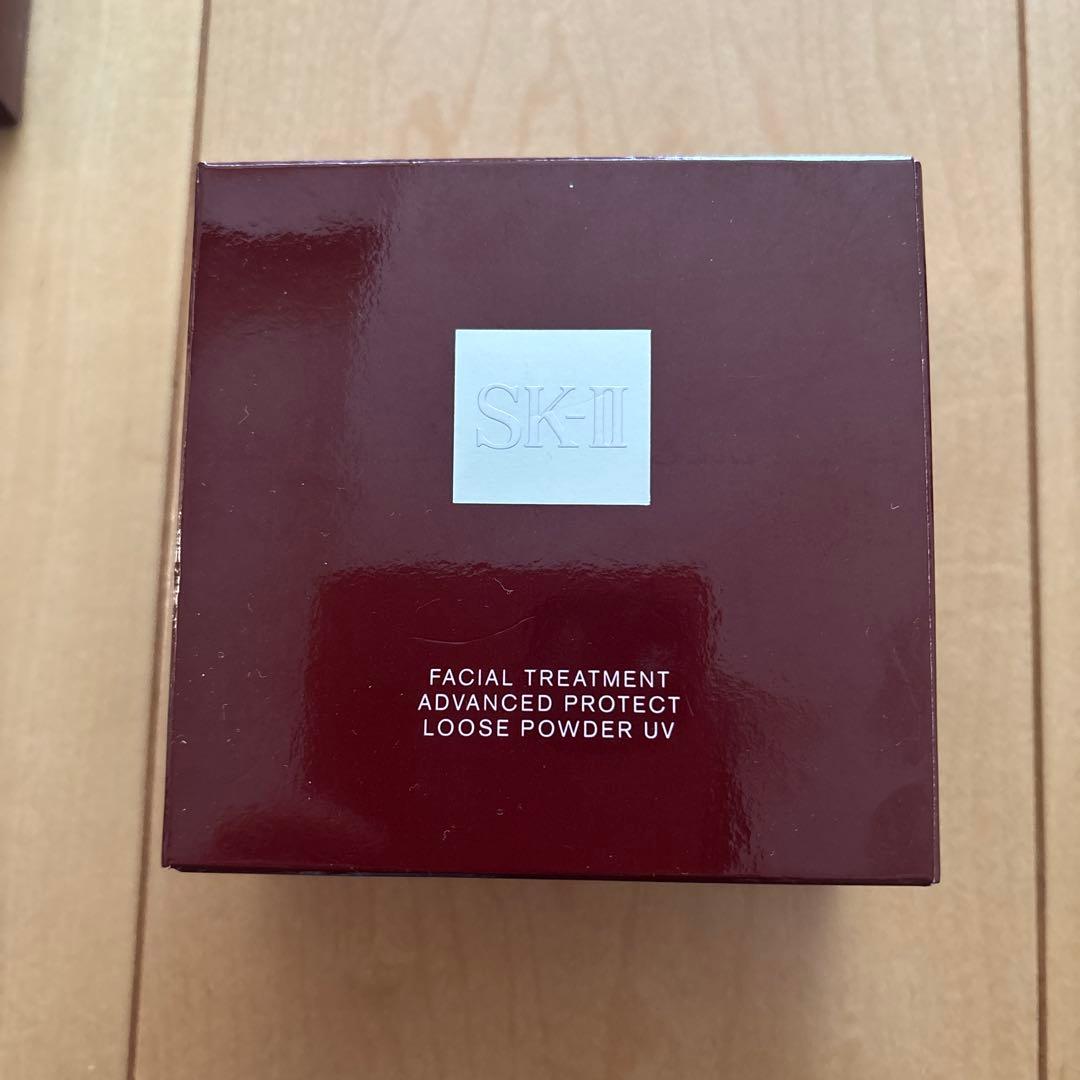 SK-II
FACIAL TREATMENT
ADVANCED PROTECT
LOOSE POWDER UV